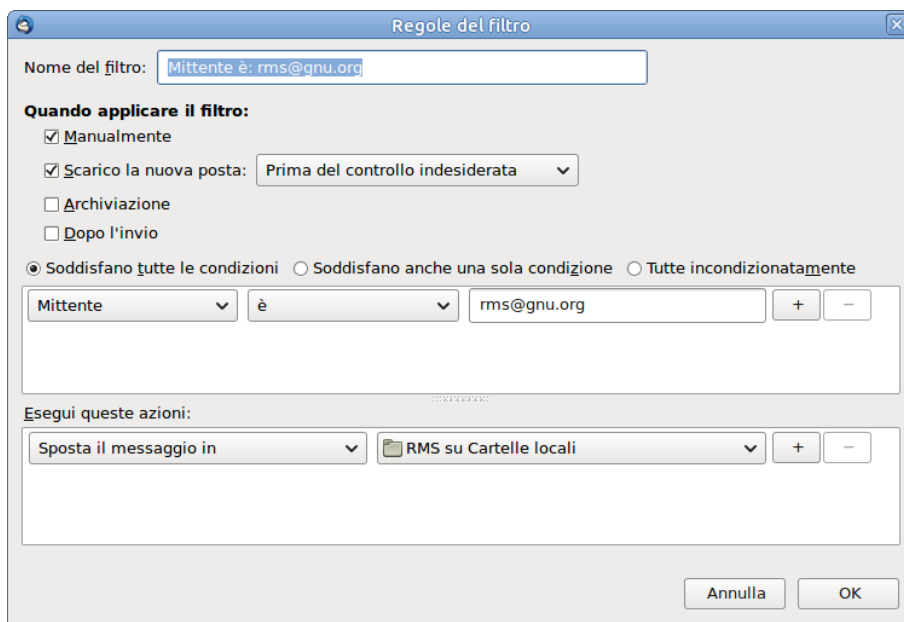 Regole del filtro
Nome del filtro: Mittente è: rms@gnu.org
Quando applicare il filtro:
Manualmente
Scarico la nuova posta: Prima del controllo indesiderata
Archiviazione
Dopo l'invio
Soddisfano tutte le condizioni Soddisfano anche una sola condizione Tutte incondizionatamente
Mittente è rms@gnu.org + −
Esegui queste azioni:
Sposta il messaggio in RMS su Cartelle locali + −
Annulla OK